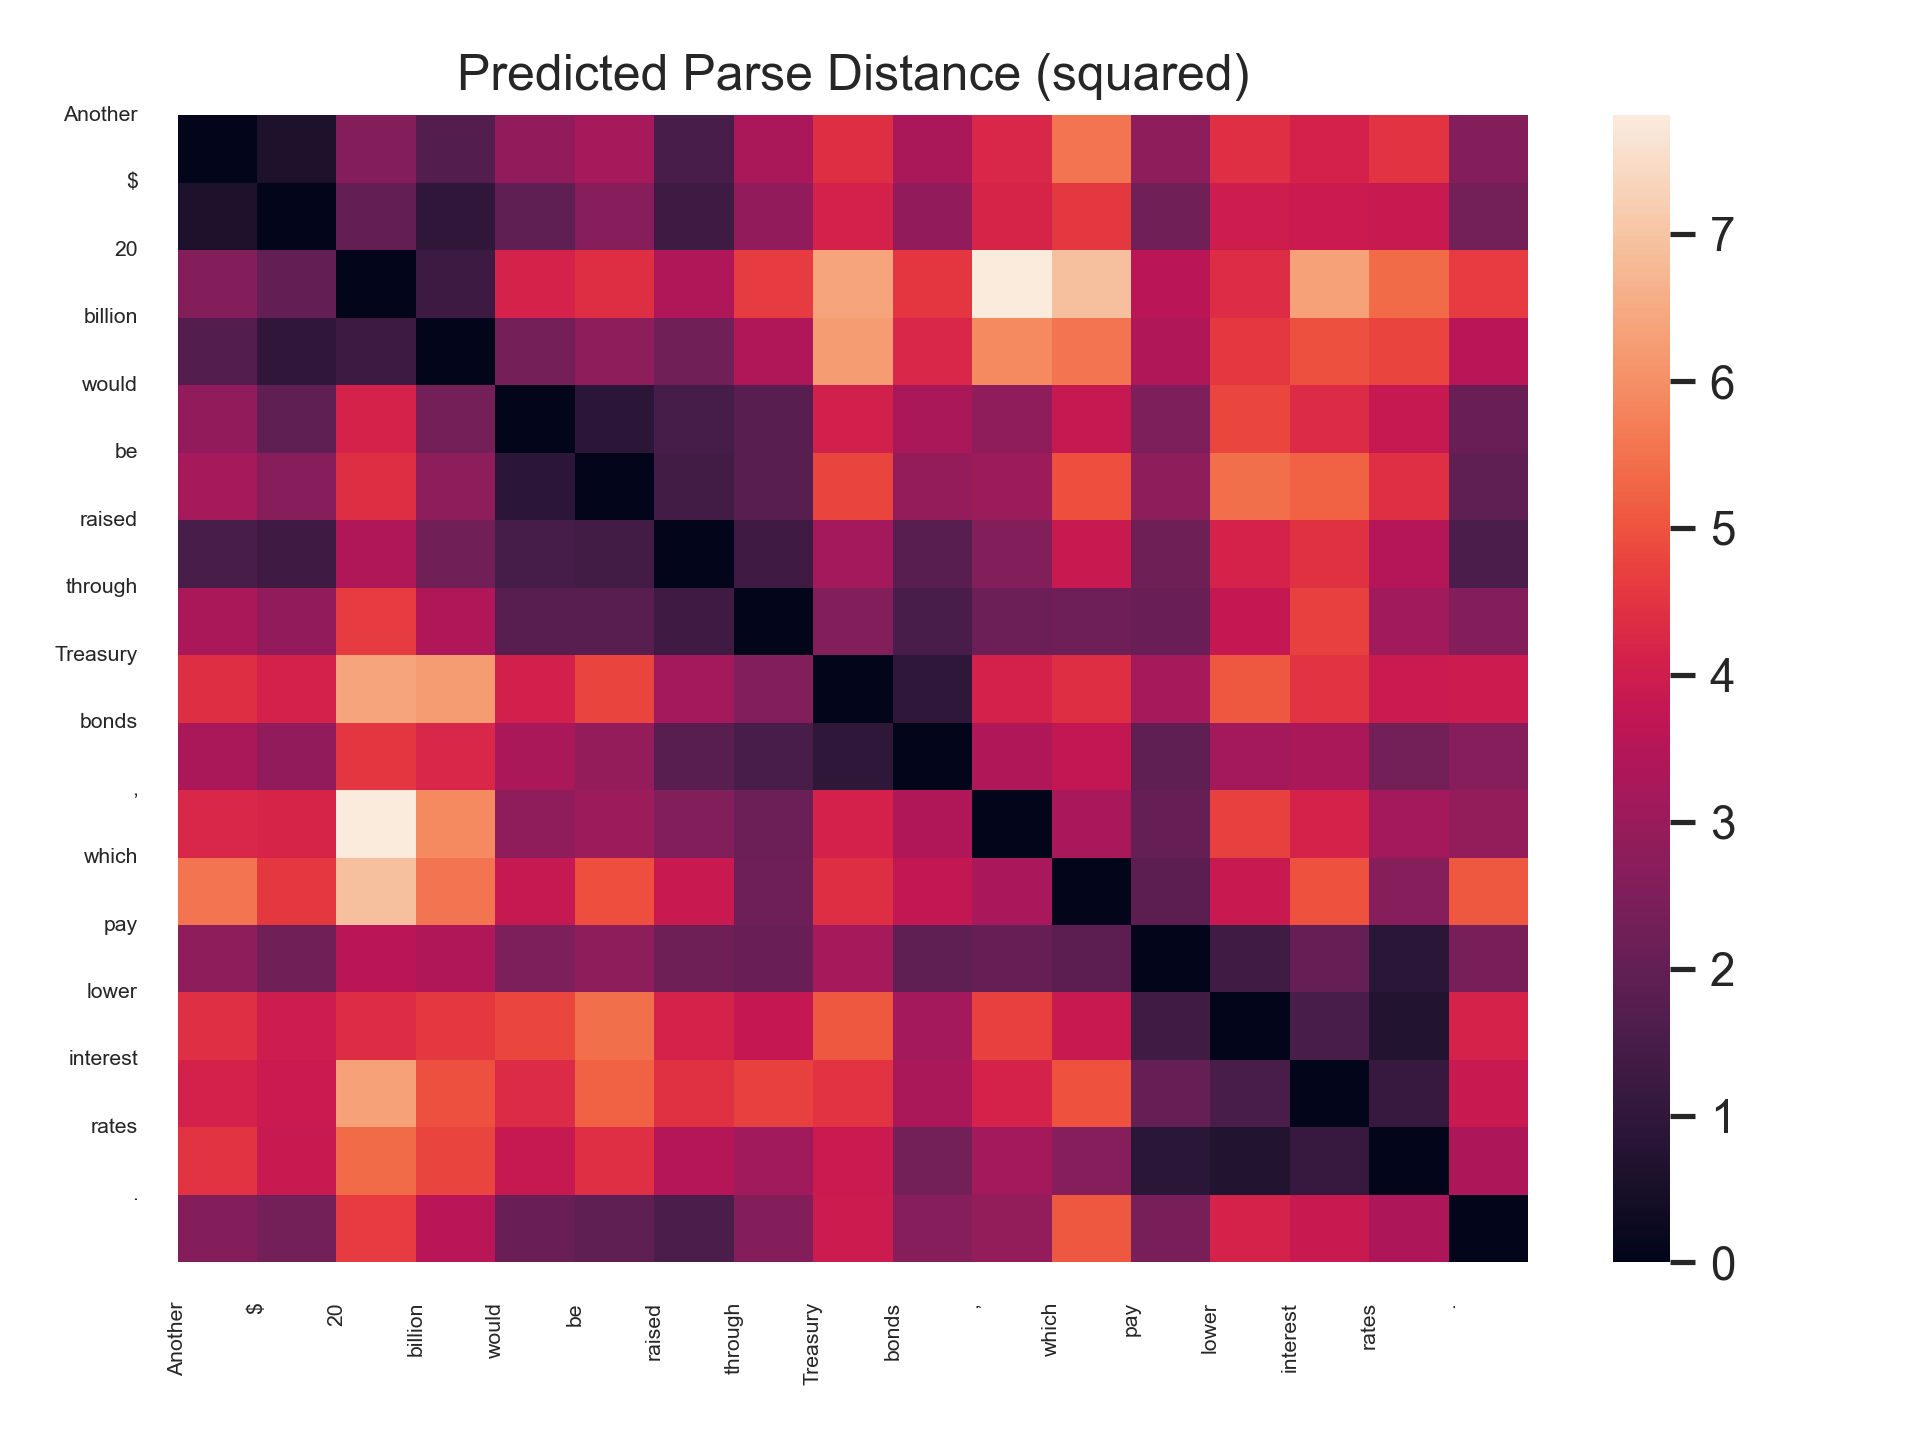 Predicted Parse Distance (squared)
Another
$
20
billion
would
be
raised
through
Treasury
bonds
,
which
pay
lower
interest
rates
.
7
6
5
4
3
2
1
0
Another
$
20
billion
would
be
raised
through
Treasury
bonds
,
which
pay
lower
interest
rates
.